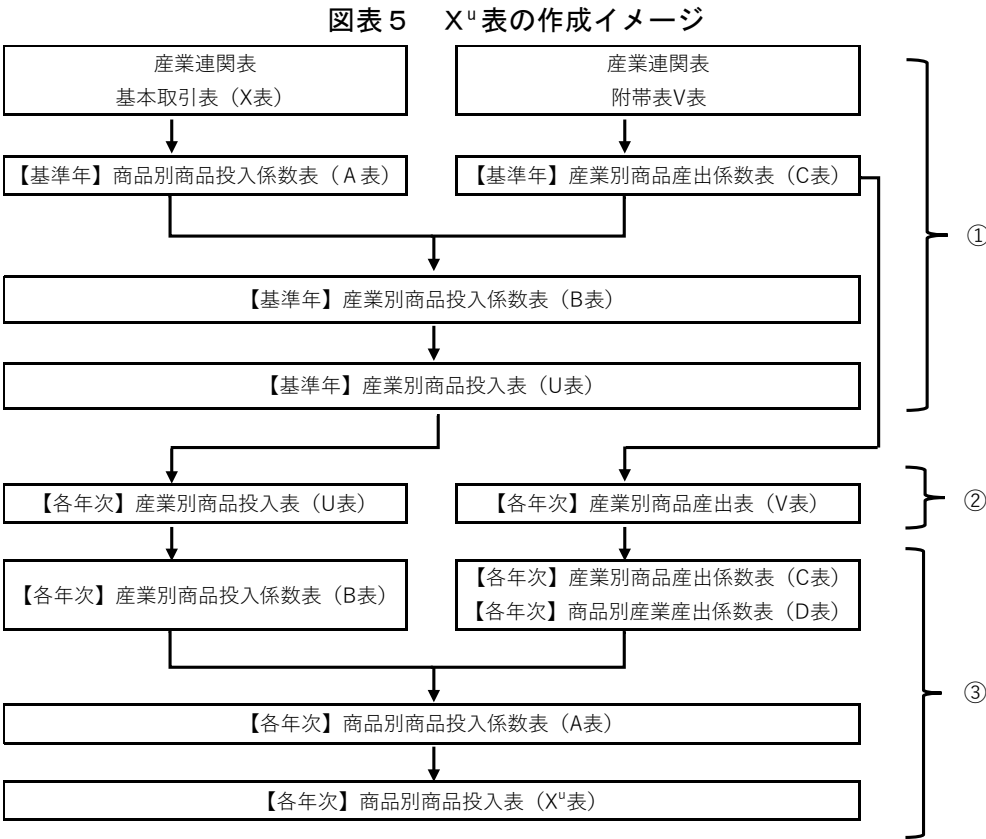 図表５　Ｘᵘ表の作成イメージ
産業連関表
基本取引表（X表）
産業連関表
附帯表V表
【基準年】商品別商品投入係数表（A 表）
【基準年】産業別商品産出係数表（C表）
①
【基準年】産業別商品投入係数表（B表）
【基準年】産業別商品投入表（U表）
【各年次】産業別商品投入表（U表）
【各年次】産業別商品産出表（V表）
②
【各年次】産業別商品投入係数表（B表）
【各年次】産業別商品産出係数表（C表）
【各年次】商品別産業産出係数表（D表）
③
【各年次】商品別商品投入係数表（A表）
【各年次】商品別商品投入表（Xᵘ表）